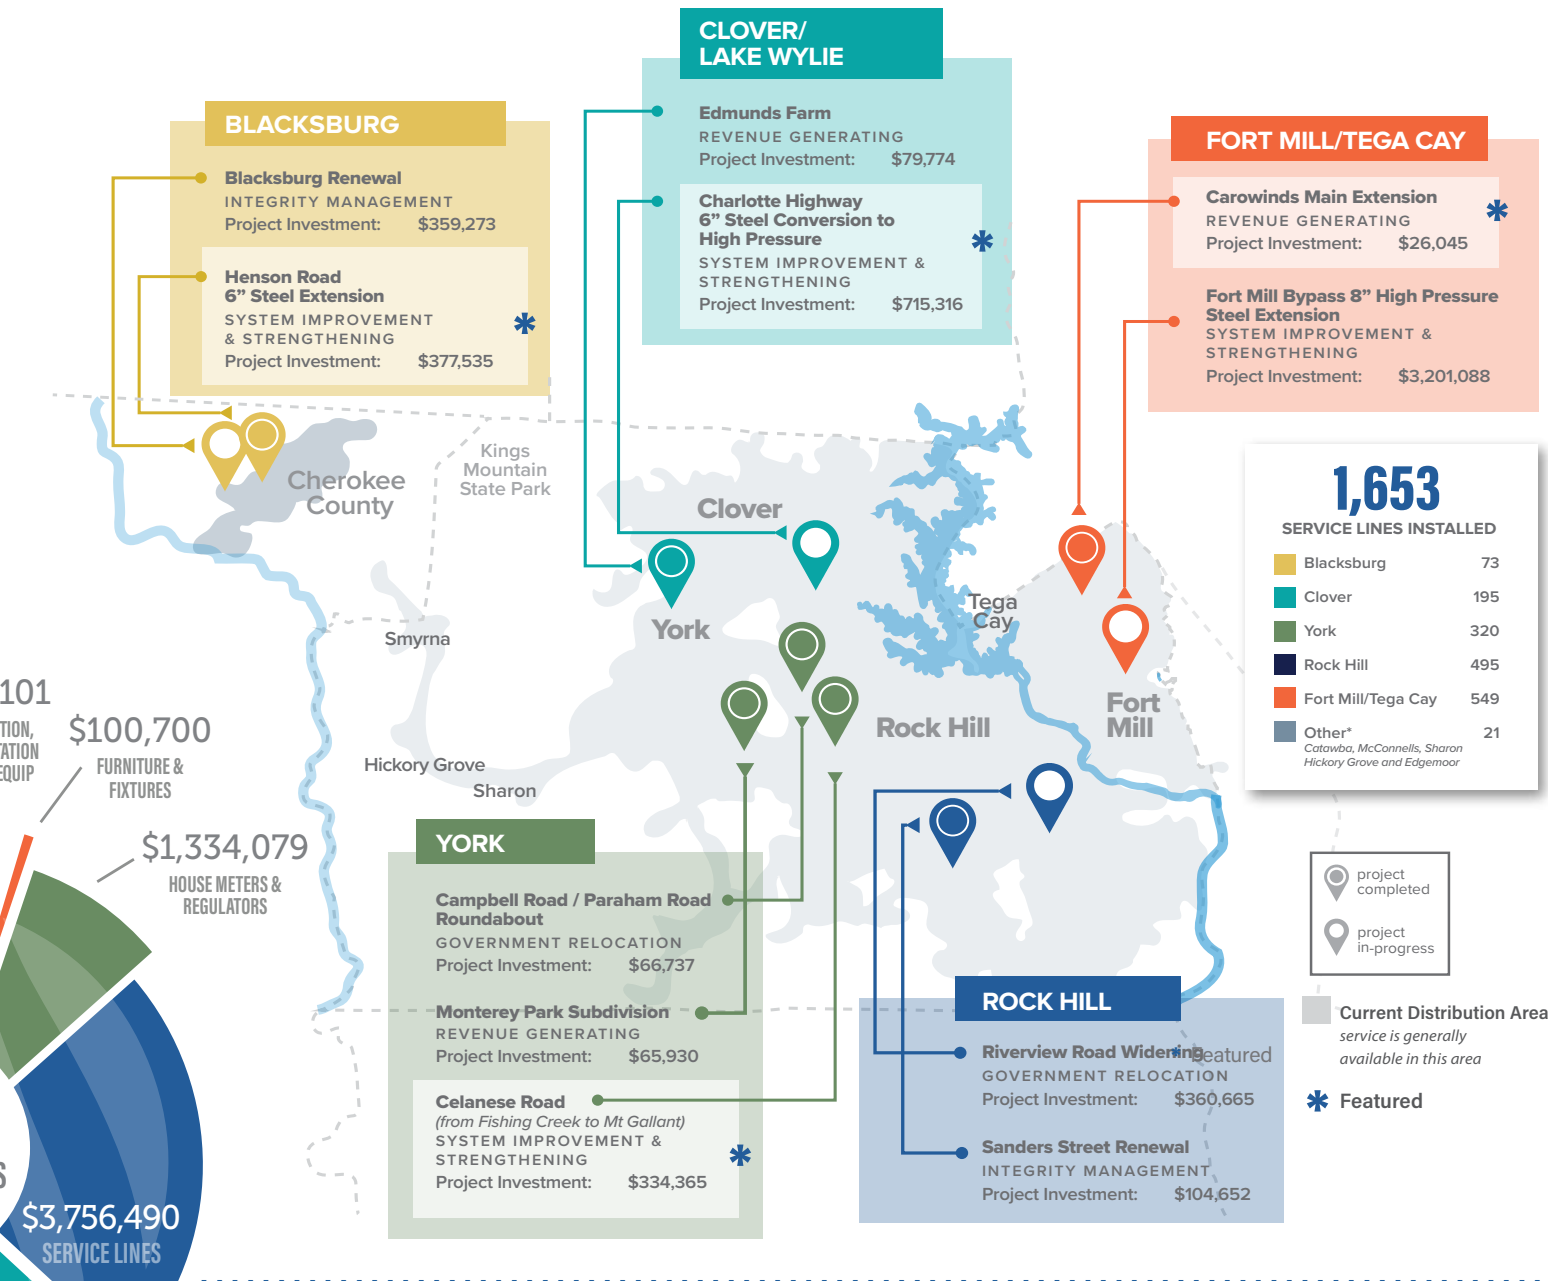 CLOVER/
LAKE WYLIE
Edmunds Farm
REVENUE GENERATING
Project Investment: $79,774
Charlotte Highway
6” Steel Conversion to
High Pressure
SYSTEM IMPROVEMENT &
STRENGTHENING
Project Investment: $715,316
*
BLACKSBURG
Blacksburg Renewal
INTEGRITY MANAGEMENT
Project Investment: $359,273
Henson Road
6” Steel Extension
SYSTEM IMPROVEMENT
& STRENGTHENING
Project Investment: $377,535
*
FORT MILL/TEGA CAY
Carowinds Main Extension
REVENUE GENERATING
Project Investment: $26,045
*
Fort Mill Bypass 8” High Pressure
Steel Extension
SYSTEM IMPROVEMENT &
STRENGTHENING
Project Investment: $3,201,088
Kings
Mountain
State Park
Cherokee
County
Clover
York
Smyrna
Tega
Cay
Fort
Mill
Rock Hill
Hickory Grove
Sharon
1,653
SERVICE LINES INSTALLED
Blacksburg 73
Clover 195
York 320
Rock Hill 495
Fort Mill/Tega Cay 549
Other* 21
Catawba, McConnells, Sharon
Hickory Grove and Edgemoor
101
TION,
TATION
EQUIP
$100,700
FURNITURE &
FIXTURES
$1,334,079
HOUSE METERS &
REGULATORS
S
$3,756,490
SERVICE LINES
YORK
Campbell Road / Paraham Road
Roundabout
GOVERNMENT RELOCATION
Project Investment: $66,737
Monterey Park Subdivision
REVENUE GENERATING
Project Investment: $65,930
Celanese Road
(from Fishing Creek to Mt Gallant)
SYSTEM IMPROVEMENT &
STRENGTHENING
Project Investment: $334,365
*
ROCK HILL
Riverview Road Widening
* Featured
GOVERNMENT RELOCATION
Project Investment: $360,665
Sanders Street Renewal
INTEGRITY MANAGEMENT
Project Investment: $104,652
project
completed
project
in-progress
Current Distribution Area
service is generally
available in this area
* Featured